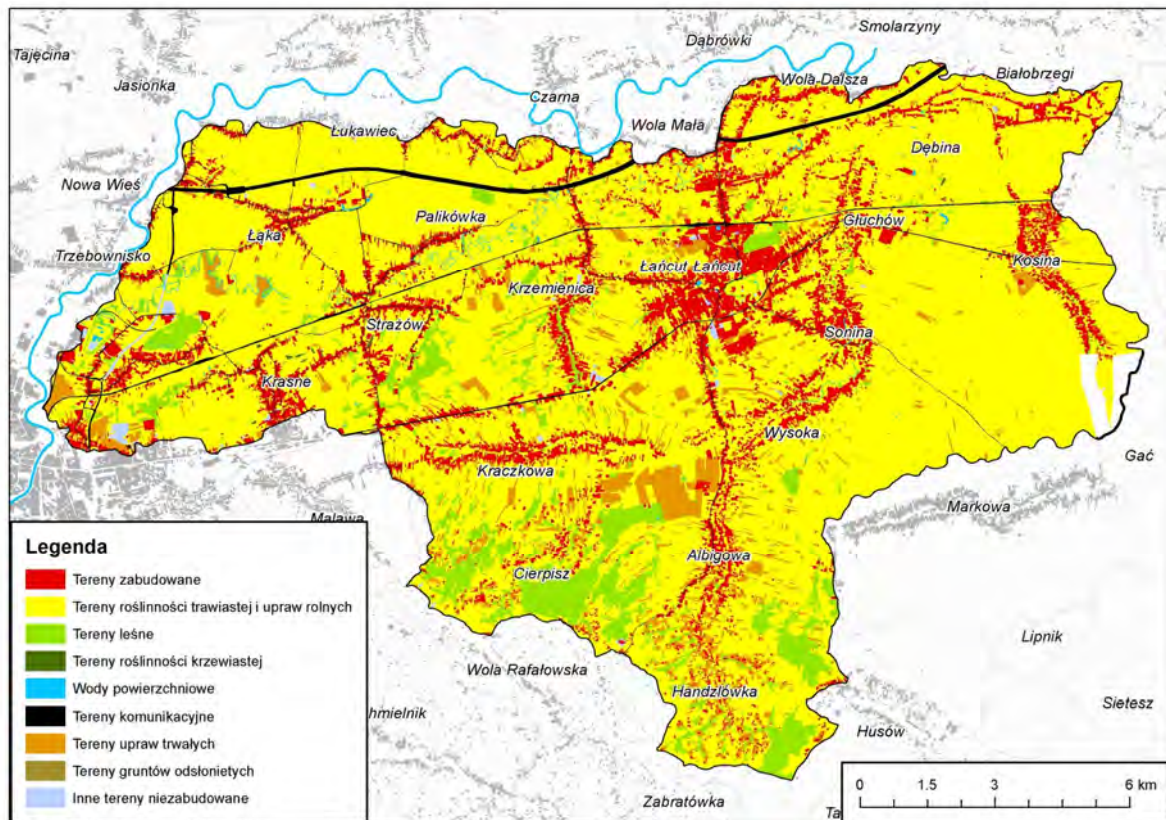 Smolarzyny
Tajęcina
Dąbrówki
Jasionka
Wola Dalsza
Białobrzegi
Czarna
Łukawiec
Wola Mała
Dębina
Nowa Wieś
Palikówka
Głuchów
Łąka
Trzebownisko
Łańcut Łańcut
Kosina
Krzemienica
Strażów
Sonina
Krasne
Wysoka
Gać
Kraczkowa
Markowa
Malawa
Albigowa
Cierpisz
Lipnik
Wola Rafałowska
Handzlówka
Sietesz
hmielnik
Husów
Zabratówka
Ta
Legenda
Tereny zabudowane
Tereny roślinności trawiastej i upraw rolnych
Tereny leśne
Tereny roślinności krzewiastej
Wody powierzchniowe
Tereny komunikacyjne
Tereny upraw trwałych
Tereny gruntów odsłonietych
Inne tereny niezabudowane
0 1.5 3 6 km